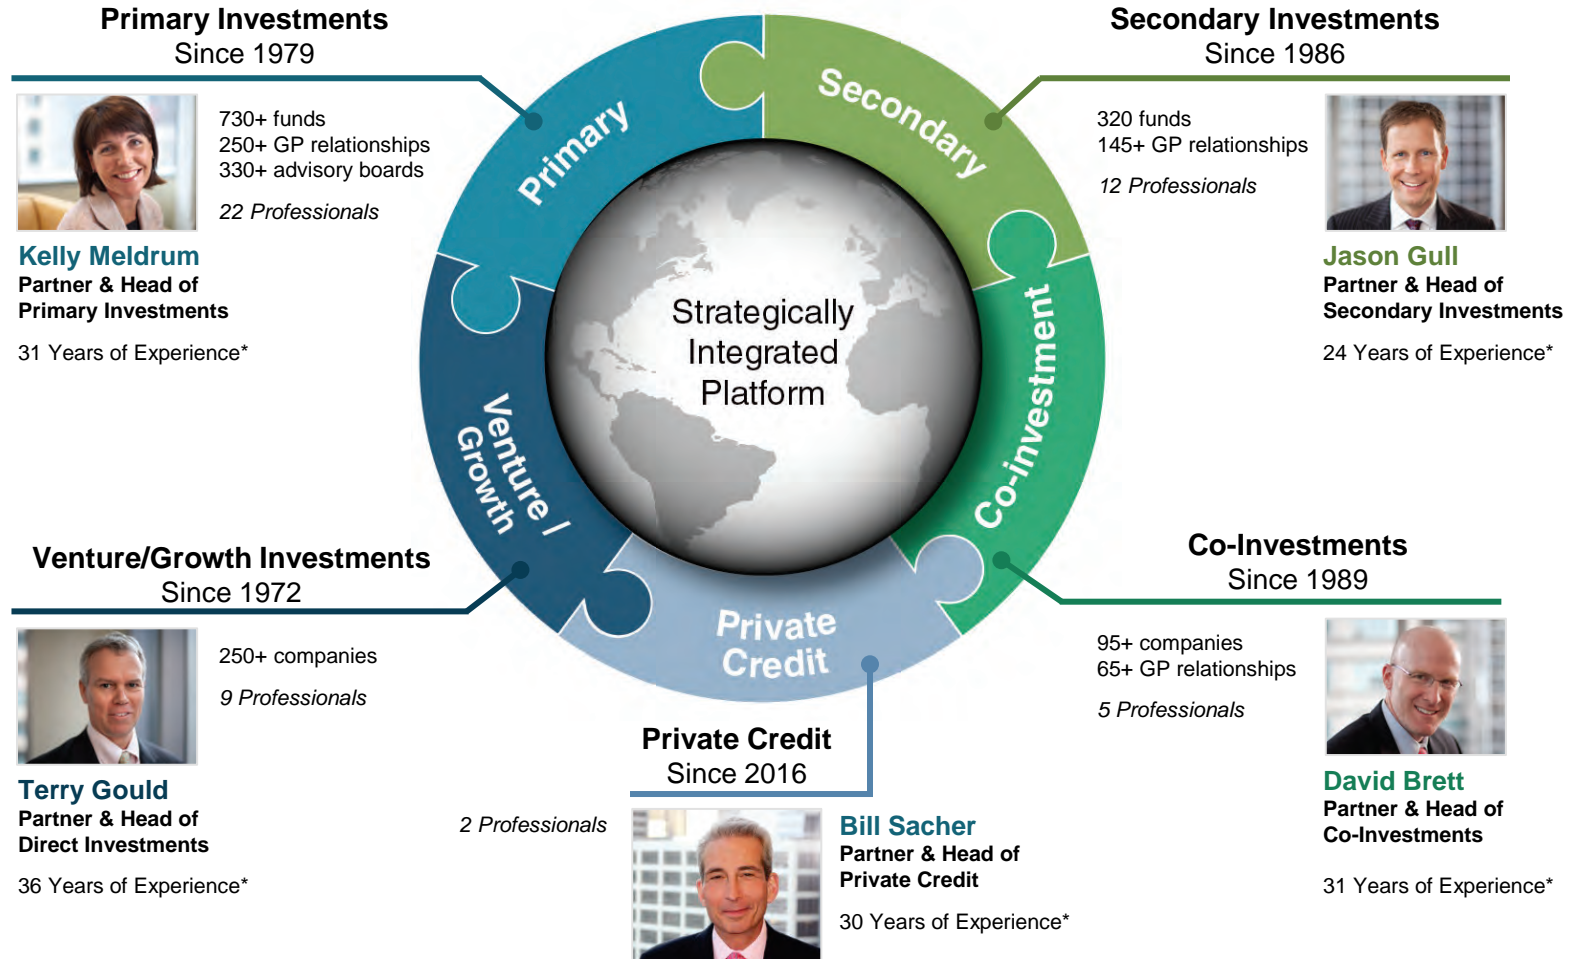 Primary Investments
Since 1979
730+ funds
250+ GP relationships
330+ advisory boards
22 Professionals
Kelly Meldrum
Partner & Head of
Primary Investments
31 Years of Experience*
Secondary Investments
Since 1986
320 funds
145+ GP relationships
12 Professionals
Jason Gull
Partner & Head of
Secondary Investments
24 Years of Experience*
Primary
Secondary
Co-investment
Private
Credit
Venture /
Growth
Strategically
Integrated
Platform
Venture/Growth Investments
Since 1972
250+ companies
9 Professionals
Terry Gould
Partner & Head of
Direct Investments
36 Years of Experience*
Private Credit
Since 2016
2 Professionals
Bill Sacher
Partner & Head of
Private Credit
30 Years of Experience*
Co-Investments
Since 1989
95+ companies
65+ GP relationships
5 Professionals
David Brett
Partner & Head of
Co-Investments
31 Years of Experience*